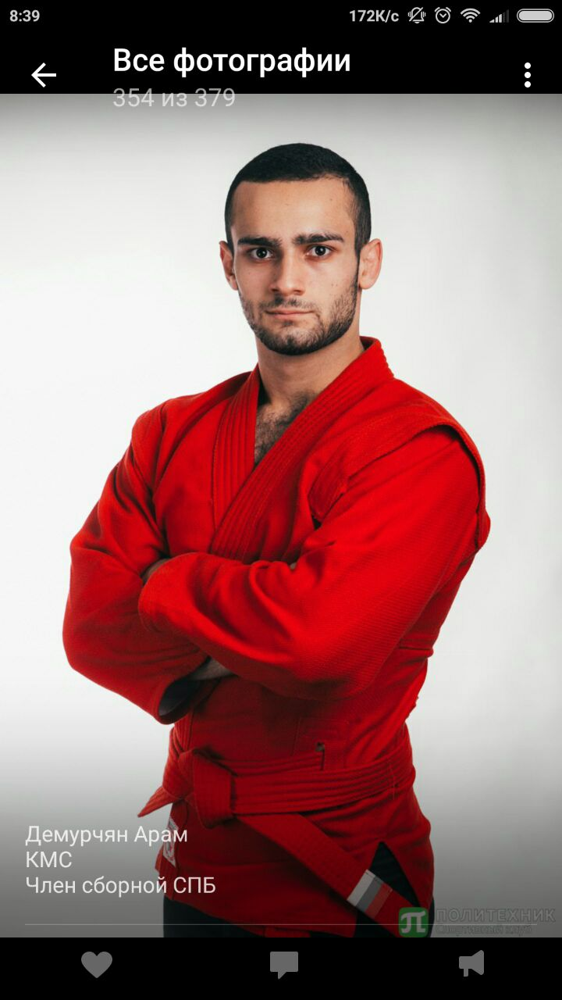 8:39
172K/c
Все фотографии
354 из 379
Демурчян Арам
КМС
Член сборной СПБ
ПОЛИТЕХНИК
Спортивный клуб